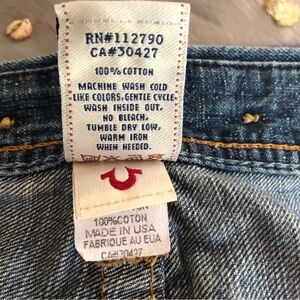 RN#112790
CA#30427
100% COTTON
MACHINE WASH COLD
LIKE COLORS, GENTLE CYCLE
WASH INSIDE OUT,
NO BLEACH,
TUMBLE DRY LOW,
WARM IRON
WHEN NEEDED.
100%COTTON
MADE IN USA
FABRIQUE AU EUA
CA#30427